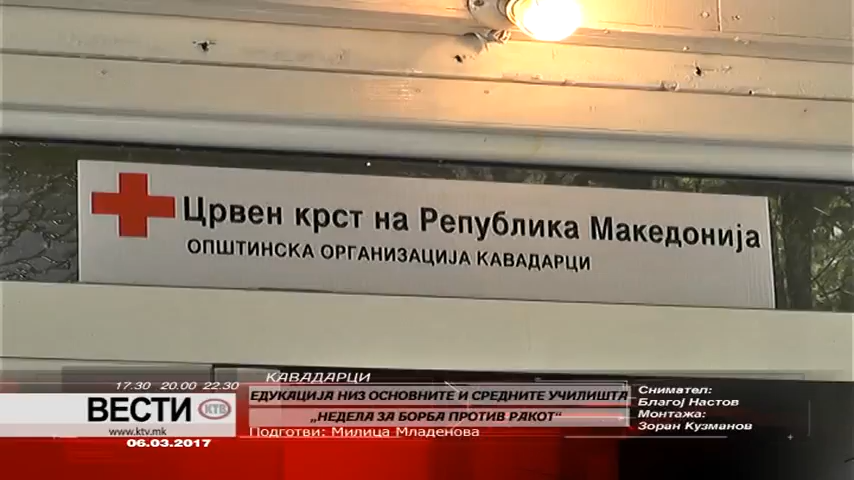 Црвен крст на Република Македонија
ОПШТИНСКА ОРГАНИЗАЦИЈА КАВАДАРЦИ
17.30 20.00 22.30
ВЕСТИ КТВ
www.ktv.mk
06.03.2017
КАВАДАРЦИ
ЕДУКАЦИЈА НИЗ ОСНОВНИТЕ И СРЕДНИТЕ УЧИЛИШТА
„НЕДЕЛА ЗА БОРБА ПРОТИВ РАКОТ“
Подготви: Милица Младенова
Снимател:
Благој Настов
Монтажа:
Зоран Кузманов